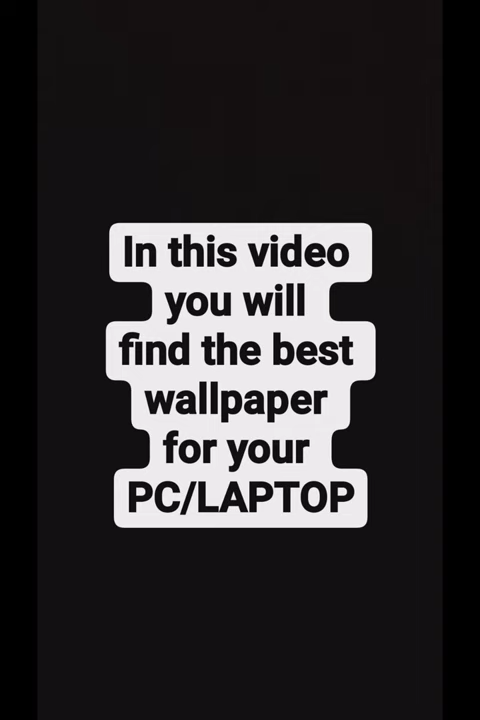 In this video
you will
find the best
wallpaper
for your
PC/LAPTOP